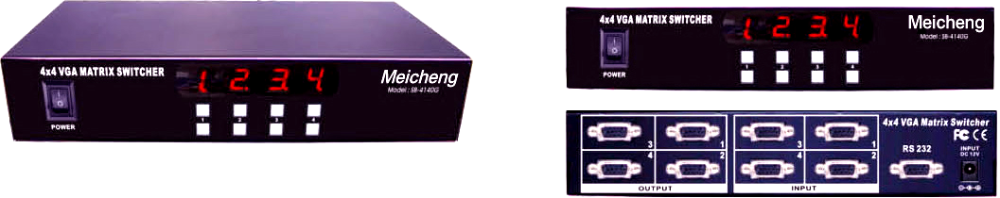 4x4 VGA MATRIX SWITCHER
1. 2. 3. 4
Meicheng
Model : SB-4140G
1 2 3 4
POWER
4x4 VGA MATRIX SWITCHER
1. 2. 3. 4
Meicheng
Model : SB-4140G
1 2 3 4
POWER
3 1 3 1
4x4 VGA Matrix Switcher
FC CE
4 2 4 2
RS 232
INPUT
DC 12V
OUTPUT INPUT